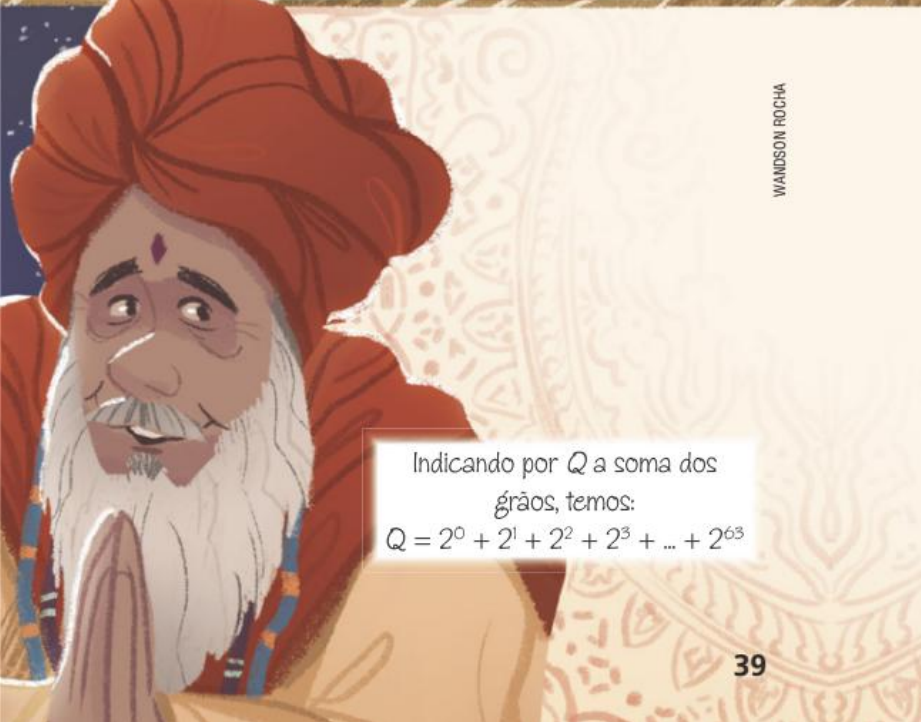 WANDSON ROCHA
Indicando por Q a soma dos
grãos, temos:
Q = 2⁰ + 2¹ + 2² + 2³ + ... + 2⁶³
39